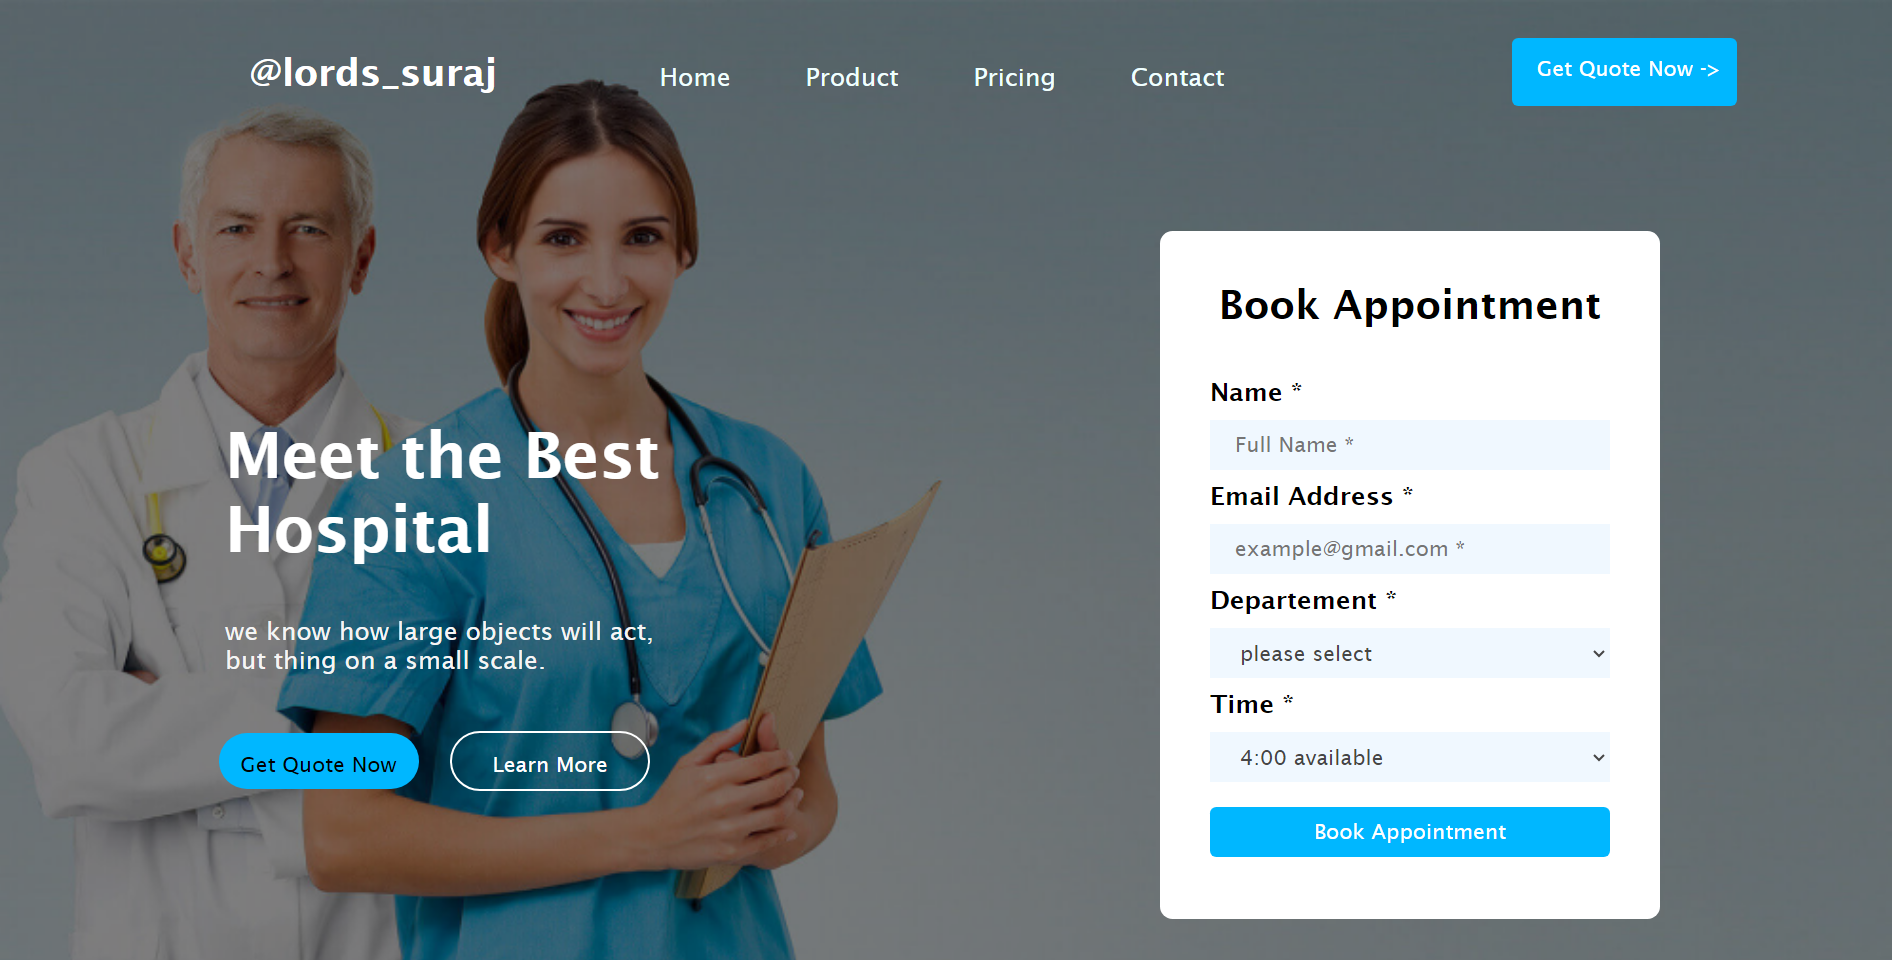 @lords_suraj
Home
Product
Pricing
Contact
Get Quote Now ->
Meet the Best
Hospital
we know how large objects will act,
but thing on a small scale.
Get Quote Now
Learn More
Book Appointment
Name *
Full Name *
Email Address *
example@gmail.com *
Departement *
please select
Time *
4:00 available
Book Appointment